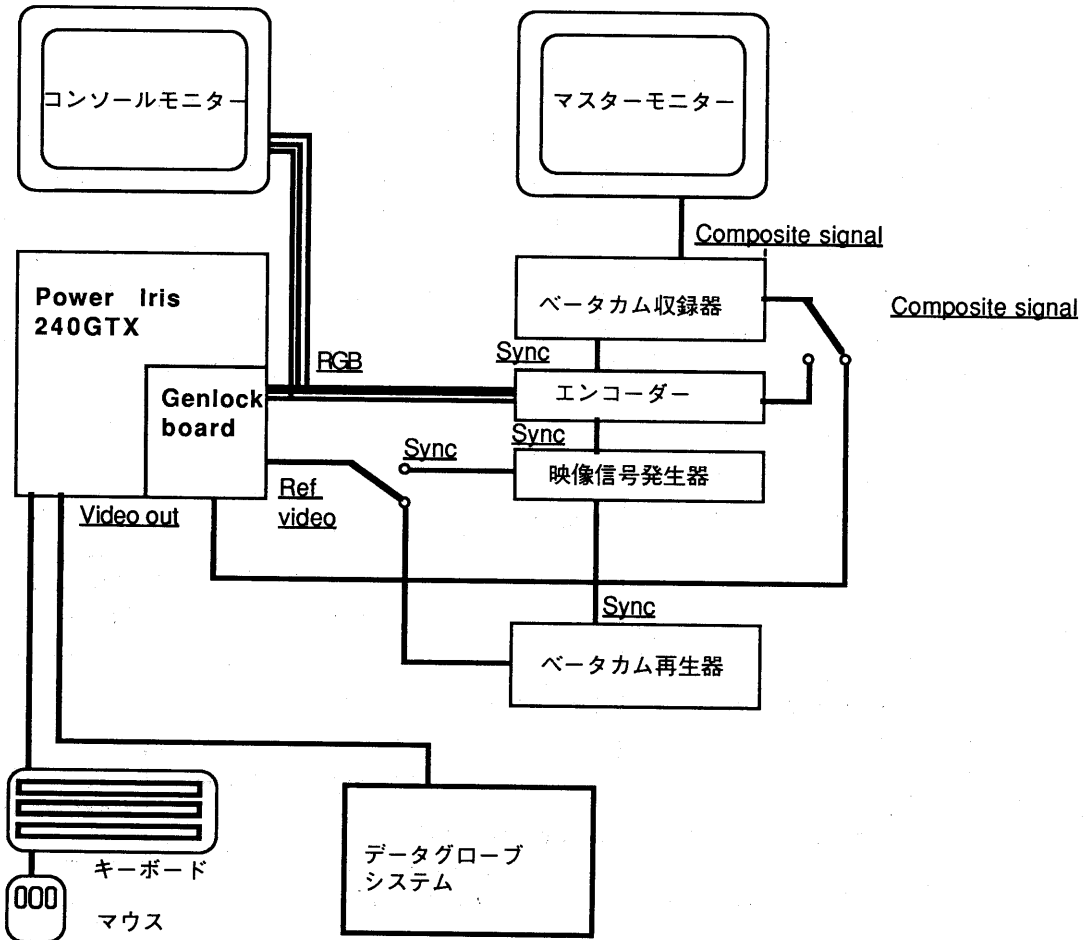 コンソールモニター
マスターモニター
Composite signal
Power Iris
240GTX
ベータカム収録器
Composite signal
Sync
RGB
エンコーダー
Genlock
board
Sync
Sync
映像信号発生器
Ref
video
Video out
Sync
ベータカム再生器
キーボード
マウス
データグローブ
システム